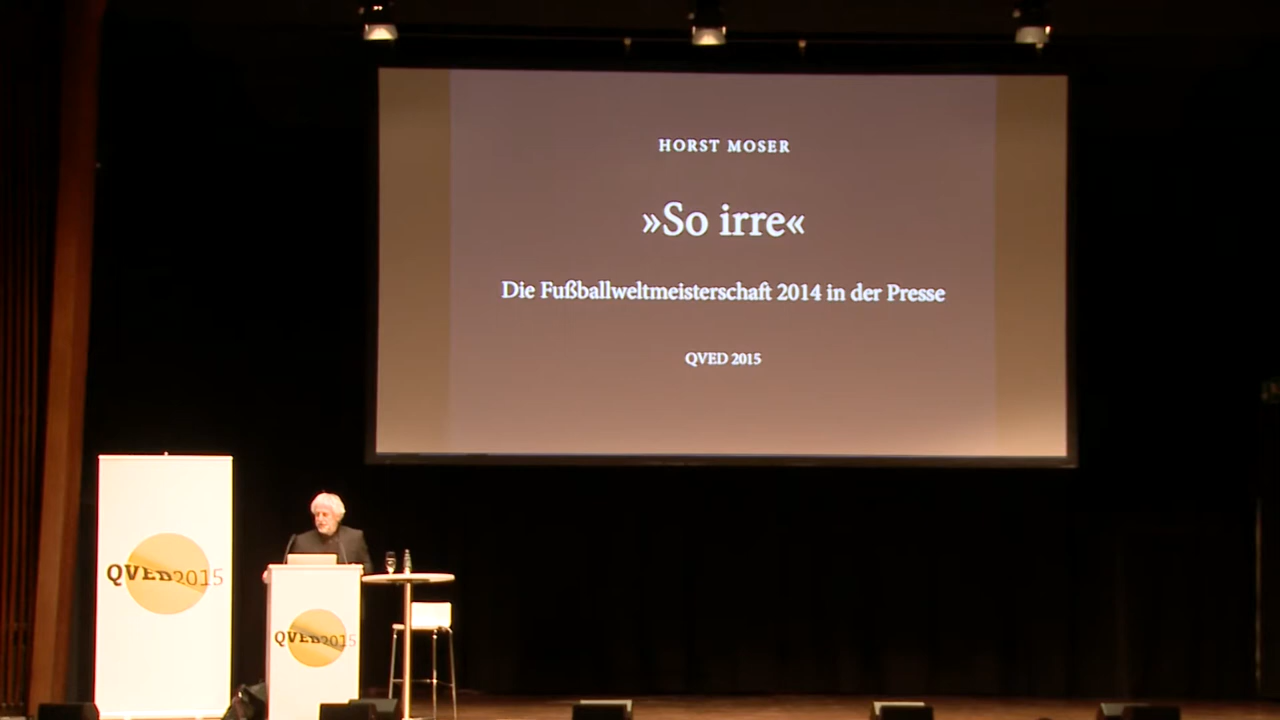 HORST MOSER
»So irre«
Die Fußballweltmeisterschaft 2014 in der Presse
QVED 2015
QVED2015
QVED2015